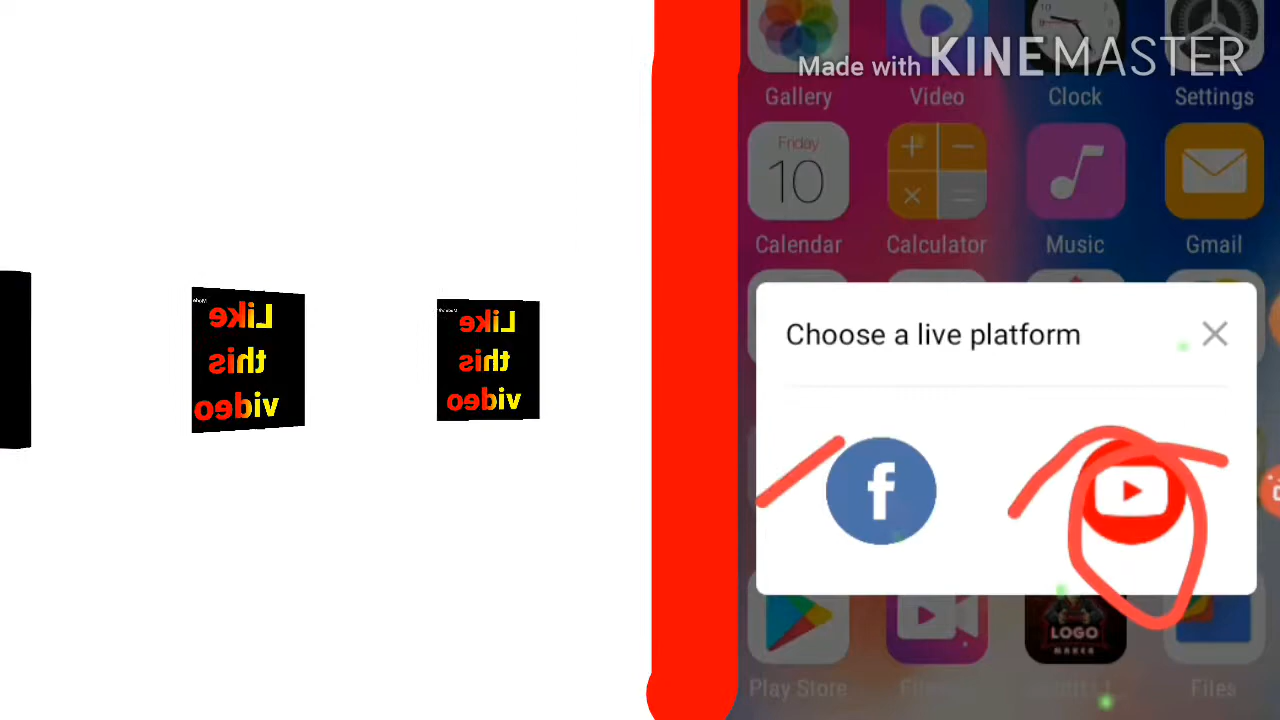 Made with KINEMASTER
Gallery Video Clock Settings
Friday
10
Calendar Calculator Music Gmail
Choose a live platform
Like
this
video
Like
this
video
LOGO
MAKER
Play Store
Files